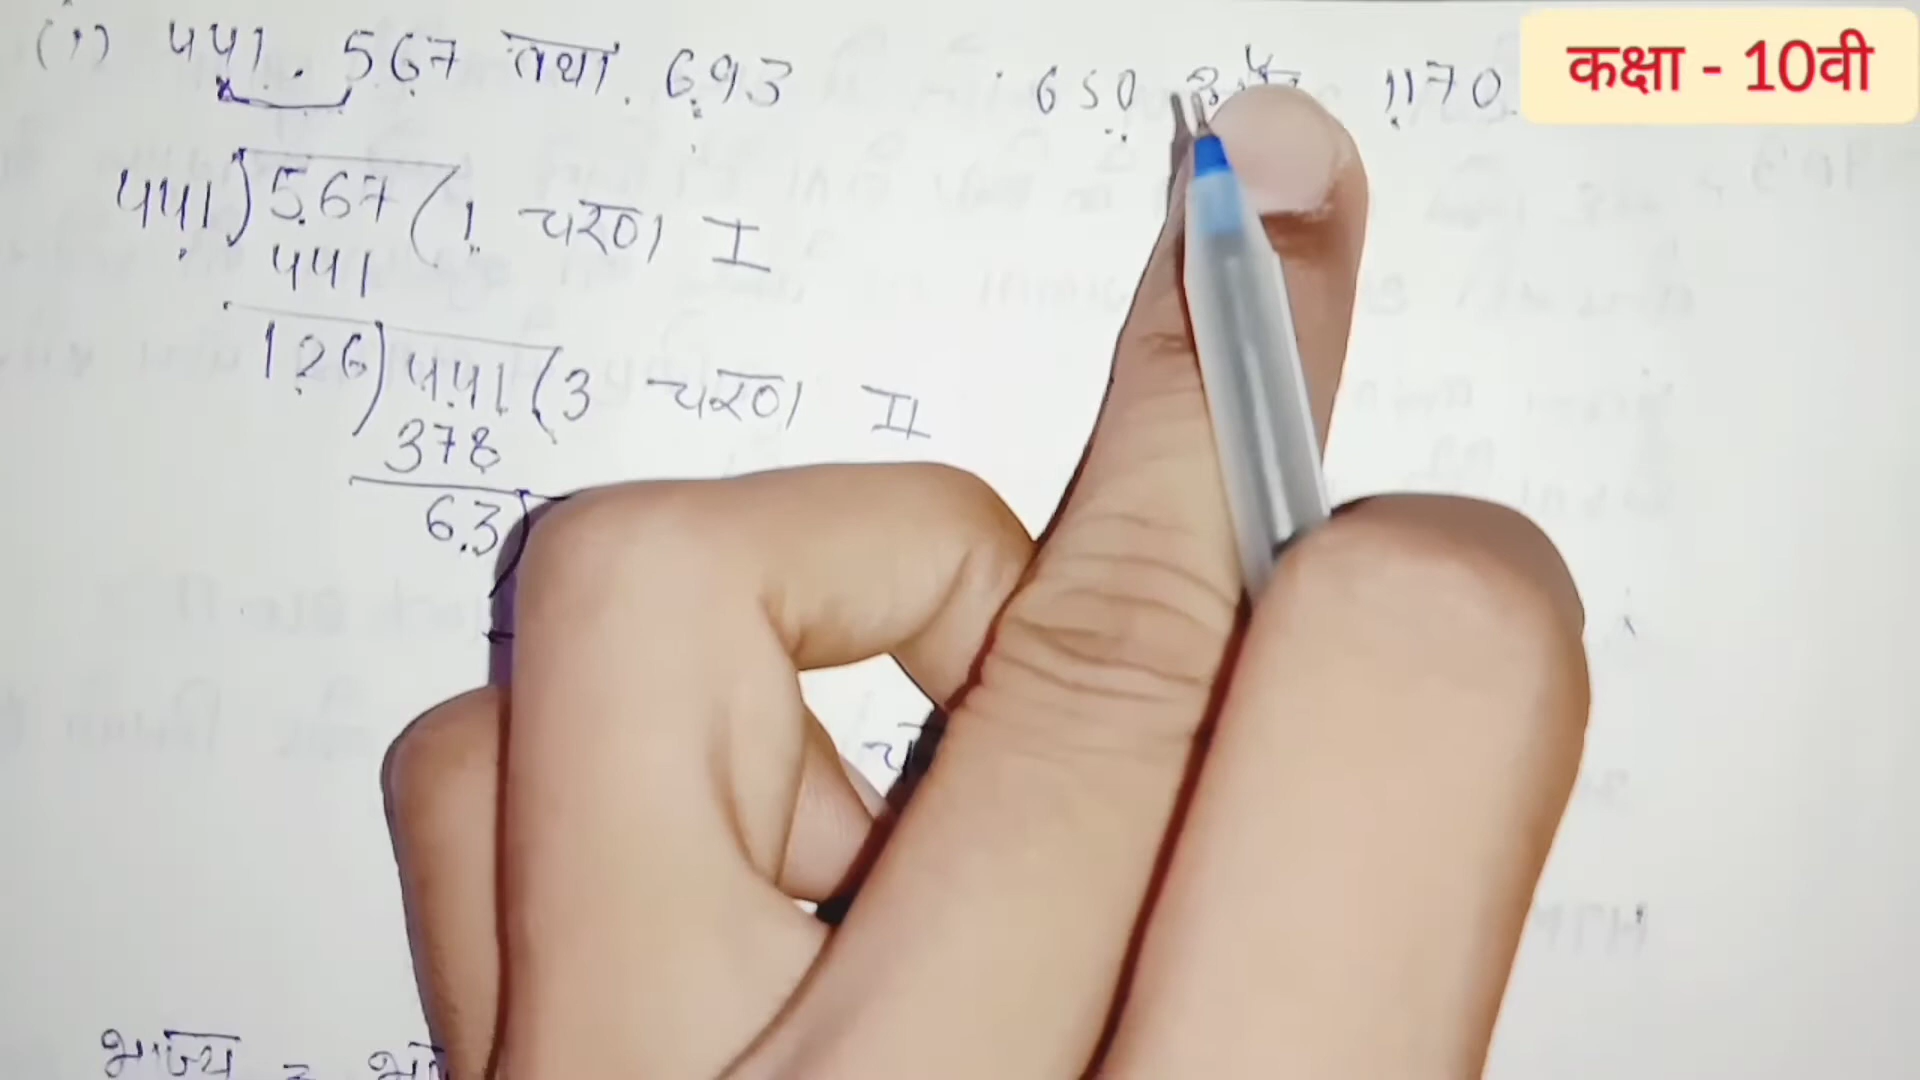 (i) 441, 567 तथा, 693 650 और 1170
कक्षा - 10वी
441)567(1 चरण I
441
126)441(3 चरण II
378
63)
भाज्य =